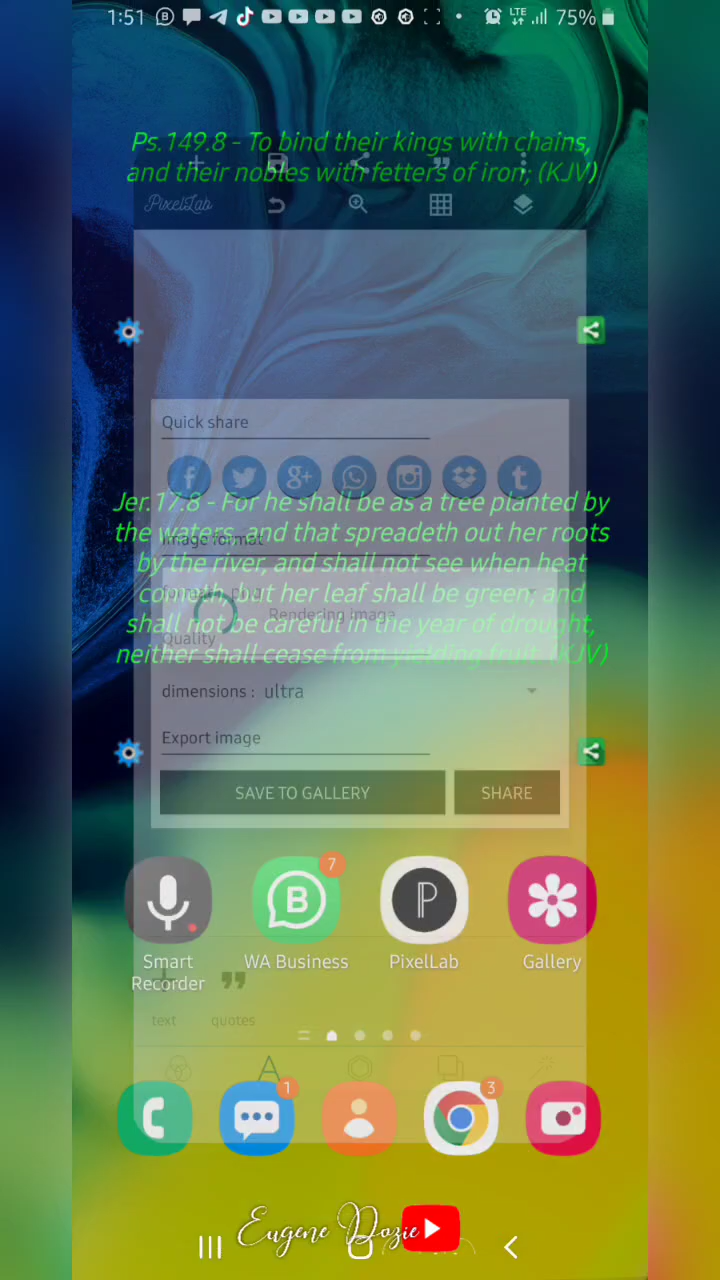 1:51
LTE
75%
Ps.149.8 - To bind their kings with chains,
and their nobles with fetters of iron; (KJV)
PixelLab
Quick share
Jer.17.8 - For he shall be as a tree planted by
the waters, and that spreadeth out her roots
Image format
by the river, and shall not see when heat
cometh, but her leaf shall be green; and
Rendering image
shall not be careful in the year of drought,
Quality
neither shall cease from yielding fruit. (KJV)
dimensions : ultra
Export image
SAVE TO GALLERY
SHARE
7
Smart
Recorder
WA Business
PixelLab
Gallery
text
quotes
1
3
Eugene Dozie